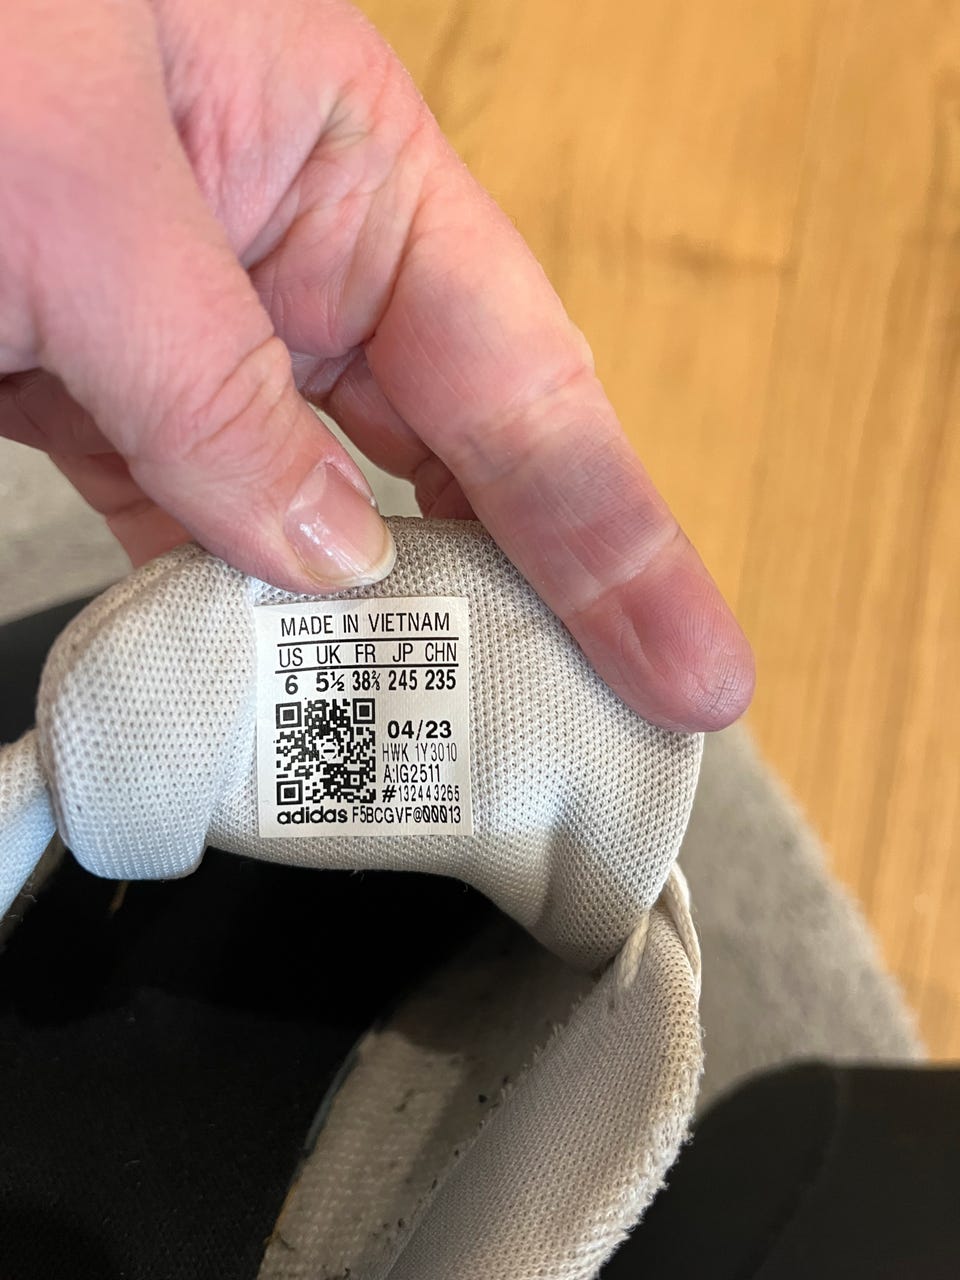 MADE IN VIETNAM
US UK FR JP CHN
6 5½ 38⅔ 245 235
04/23
HWK 1Y3010
A:IG2511
#132443265
adidas F5BCGVF@00013